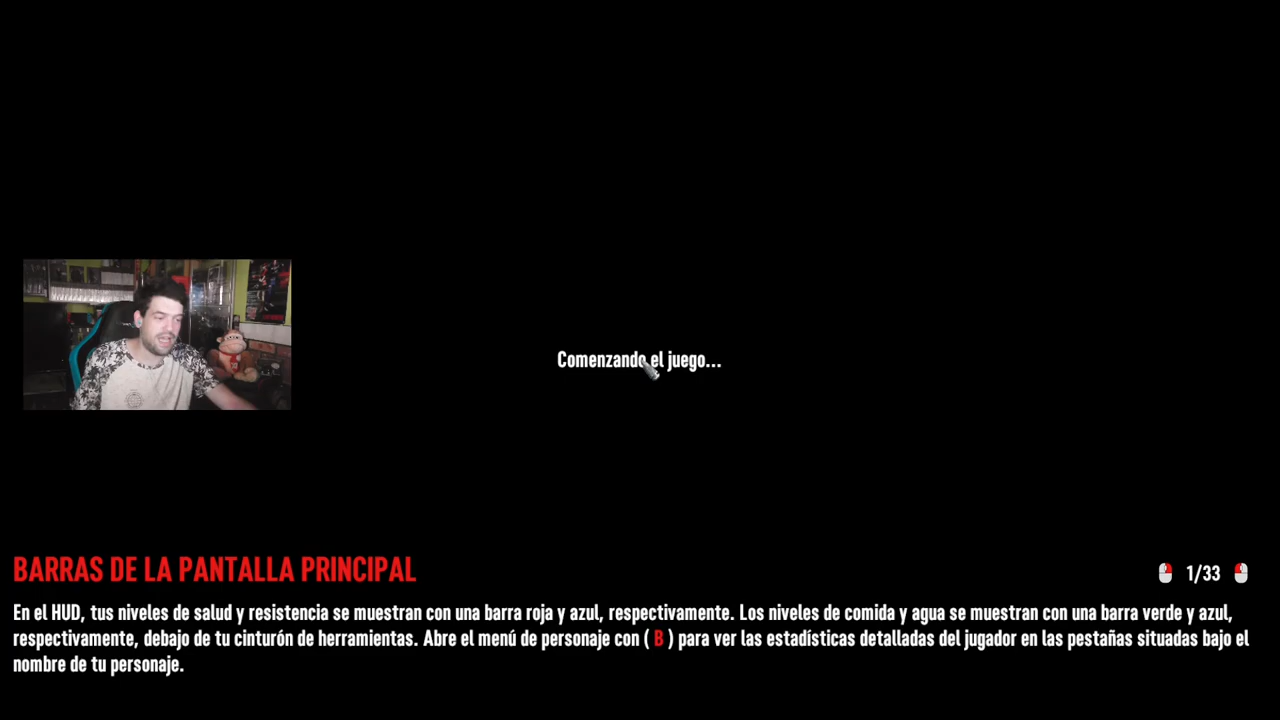 Comenzando el juego...
BARRAS DE LA PANTALLA PRINCIPAL
1/33
En el HUD, tus niveles de salud y resistencia se muestran con una barra roja y azul, respectivamente. Los niveles de comida y agua se muestran con una barra verde y azul,
respectivamente, debajo de tu cinturón de herramientas. Abre el menú de personaje con ( B ) para ver las estadísticas detalladas del jugador en las pestañas situadas bajo el
nombre de tu personaje.